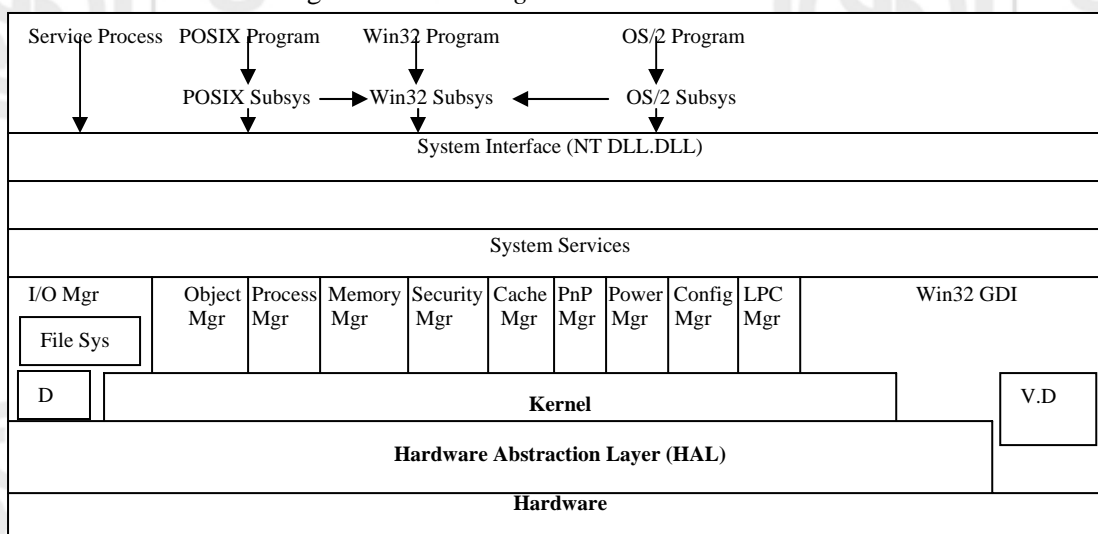 Service Process POSIX Program Win32 Program OS/2 Program
POSIX Subsys Win32 Subsys OS/2 Subsys
System Interface (NT DLL.DLL)
System Services
I/O Mgr
File Sys
D
Object Mgr
Process Mgr
Memory Mgr
Security Mgr
Cache Mgr
PnP Mgr
Power Mgr
Config Mgr
LPC Mgr
Win32 GDI
V.D
Kernel
Hardware Abstraction Layer (HAL)
Hardware